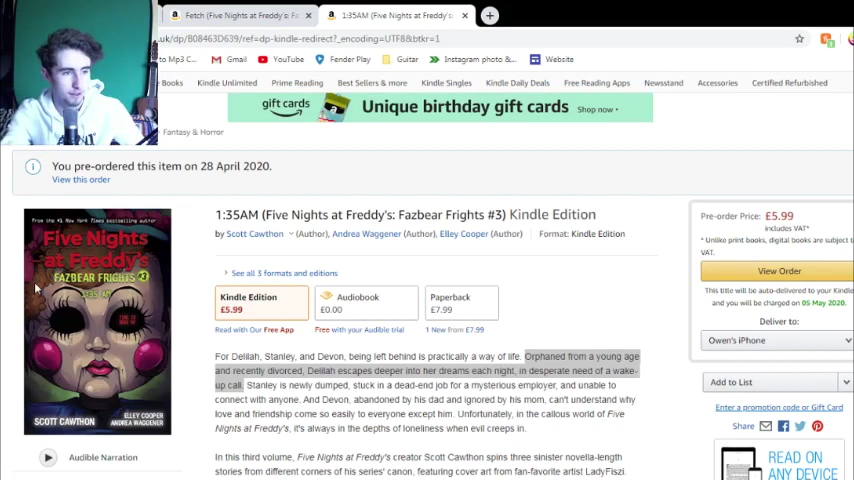 Fetch (Five Nights at Freddy's: Fa
1:35AM (Five Nights at Freddy's:
.uk/dp/808463D639/ref=dp-kindle-redirect?_encoding=UTF8&btkr=1
to Mp3 C...
Gmail
YouTube
Fender Play
Guitar
Instagram photo &...
Website
Books
Kindle Unlimited
Prime Reading
Best Sellers & more
Kindle Singles
Kindle Daily Deals
Free Reading Apps
Newsstand
Accessories
Certified Refurbished
gift cards
Unique birthday gift cards
Shop now
Fantasy & Horror
You pre-ordered this item on 28 April 2020.
View this order
From the #1 New York Times bestselling author
Five Nights
at Freddy's
FAZBEAR FRIGHTS #3
1:35AM
TIME TO
WAKE UP
SCOTT CAWTHON
ELLEY COOPER
ANDREA WAGGENER
Audible Narration
1:35AM (Five Nights at Freddy's: Fazbear Frights #3) Kindle Edition
by Scott Cawthon (Author), Andrea Waggener (Author), Elley Cooper (Author) Format: Kindle Edition
See all 3 formats and editions
Kindle Edition
£5.99
Audiobook
£0.00
Paperback
£7.99
Read with Our Free App
Free with your Audible trial
1 New from £7.99
For Delilah, Stanley, and Devon, being left behind is practically a way of life. Orphaned from a young age
and recently divorced, Delilah escapes deeper into her dreams each night, in desperate need of a wake-
up call. Stanley is newly dumped, stuck in a dead-end job for a mysterious employer, and unable to
connect with anyone. And Devon, abandoned by his dad and ignored by his mom, can't understand why
love and friendship come so easily to everyone except him. Unfortunately, in the callous world of Five
Nights at Freddy's, it's always in the depths of loneliness when evil creeps in.
In this third volume, Five Nights at Freddy's creator Scott Cawthon spins three sinister novella-length
stories from different corners of his series' canon, featuring cover art from fan-favorite artist LadyFiszi.
Pre-order Price: £5.99
includes VAT*
* Unlike print books, digital books are subject to
VAT.
View Order
This title will be auto-delivered to your Kindle
and you will be charged on 05 May 2020.
Deliver to:
Owen's iPhone
Add to List
Enter a promotion code or Gift Card
Share
READ ON
ANY DEVICE